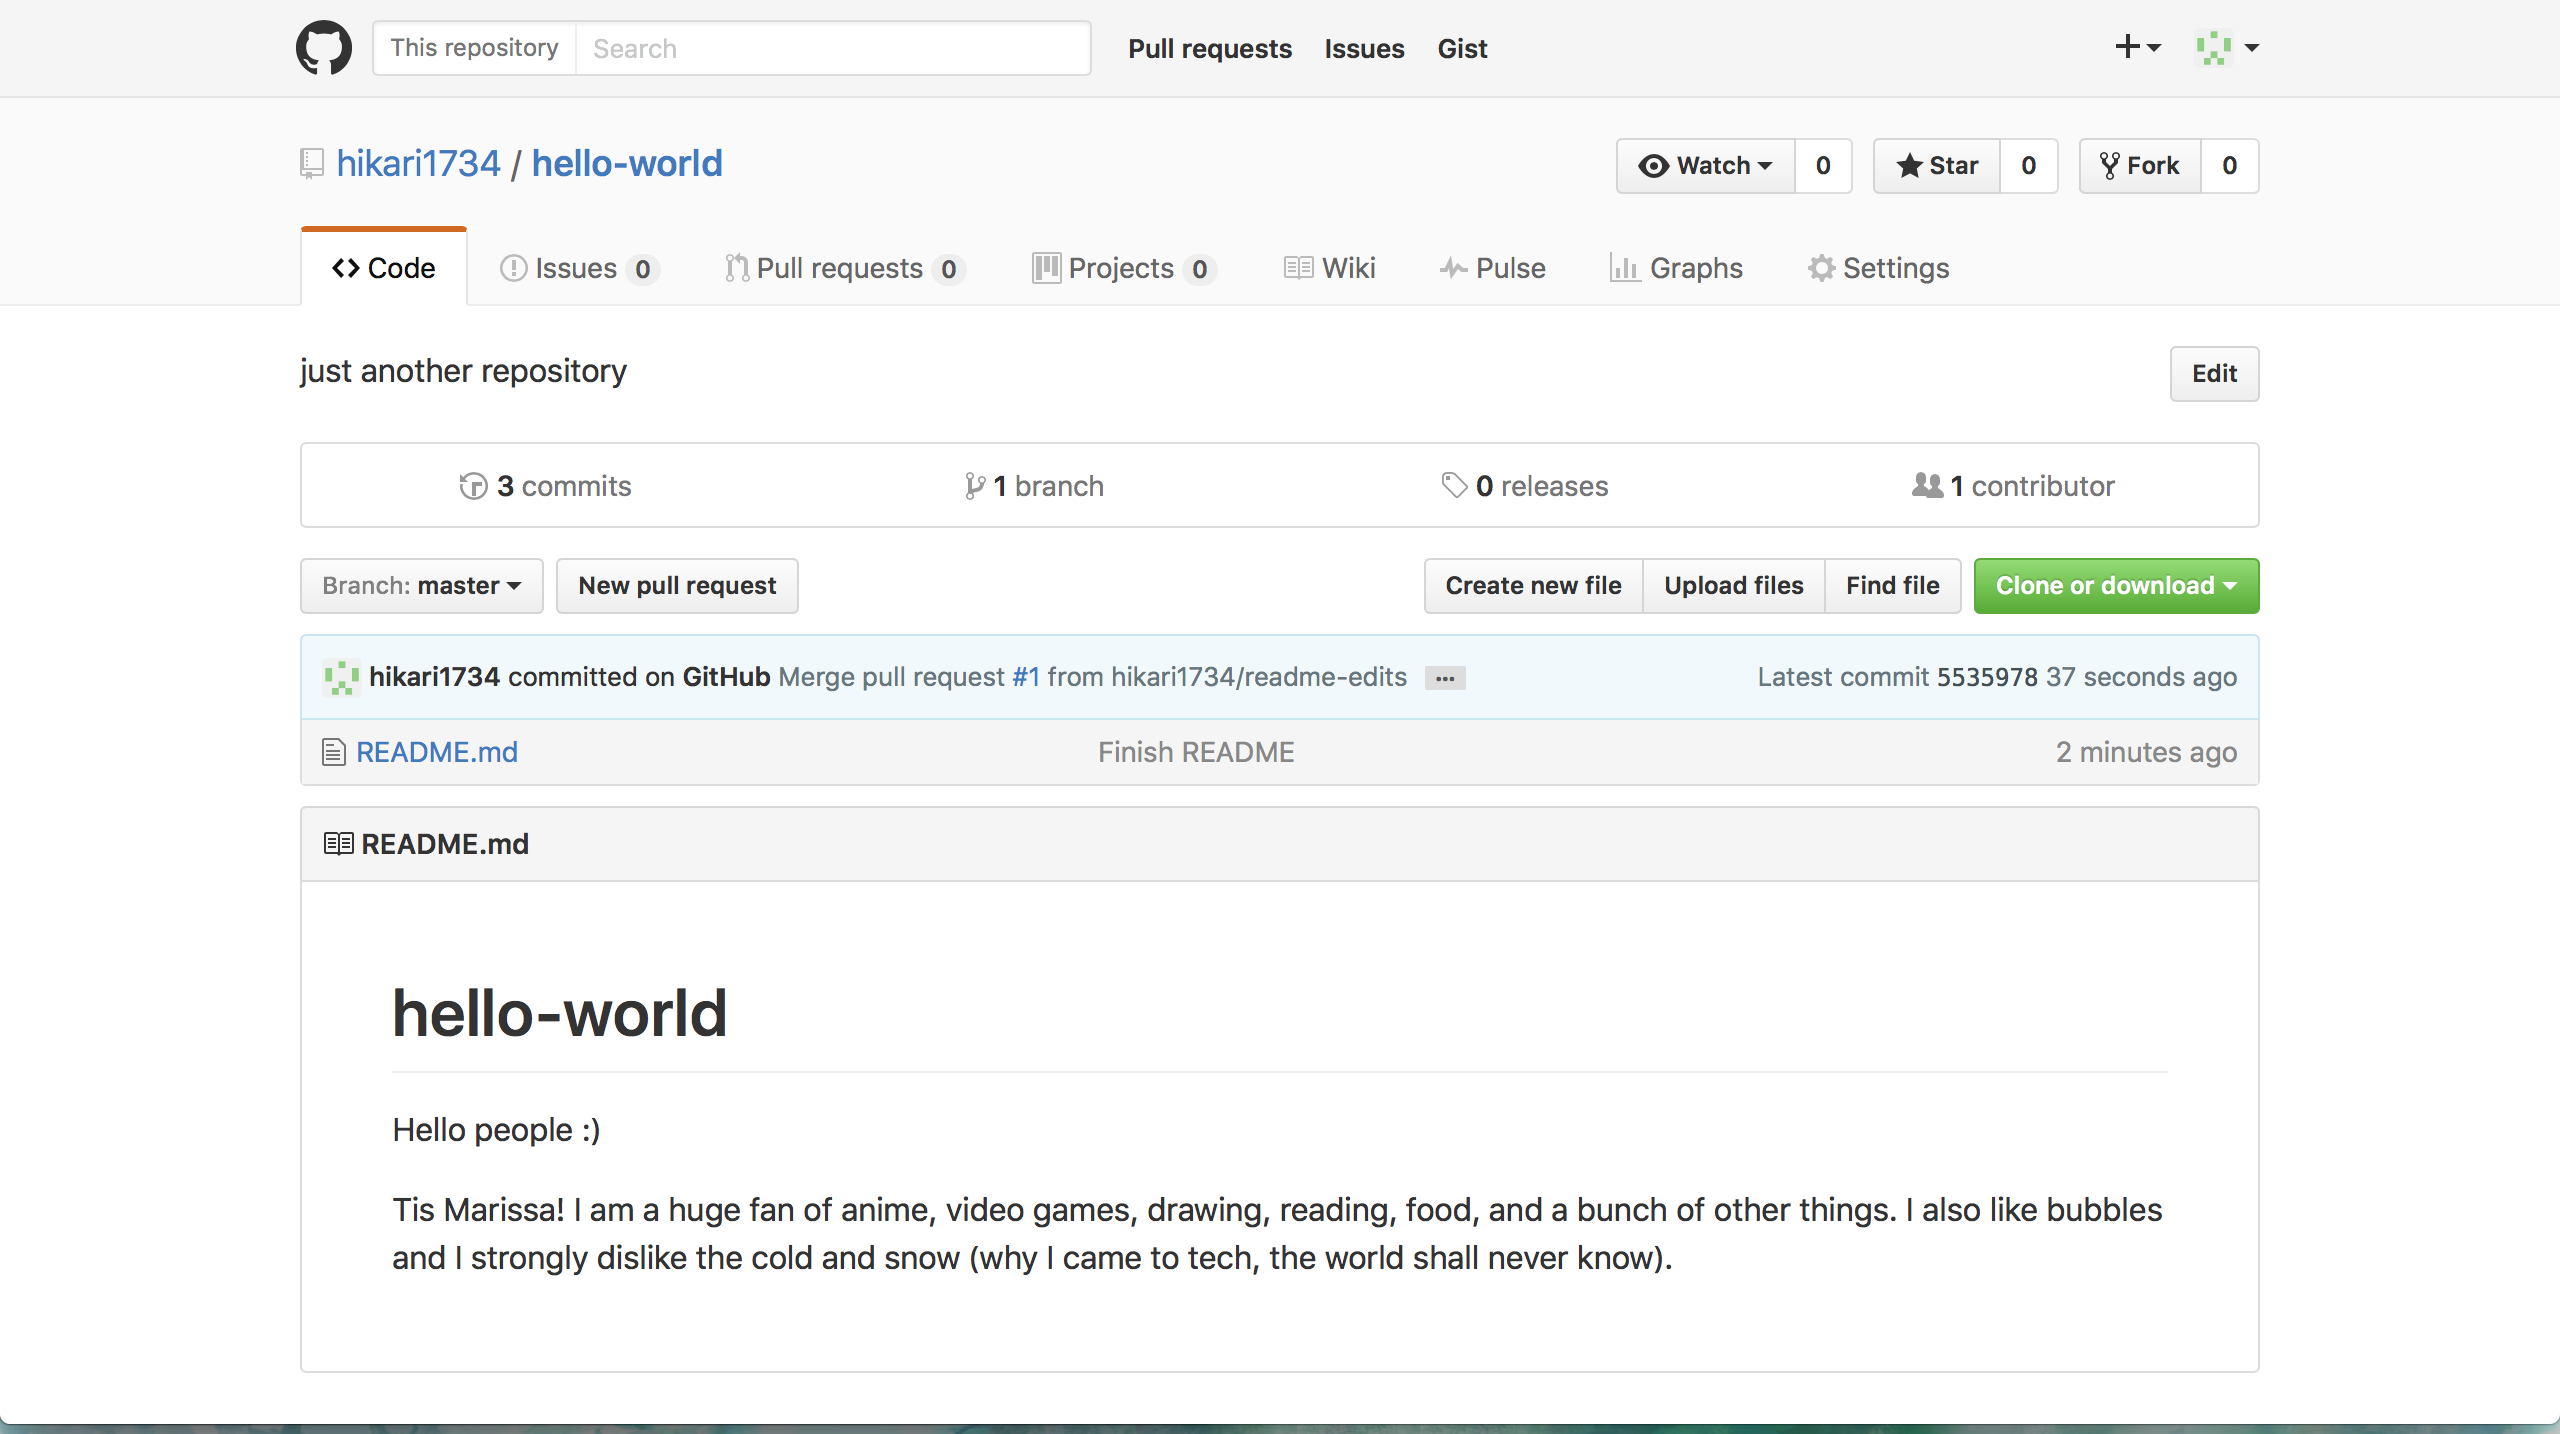 This repository Search Pull requests Issues Gist
hikari1734 / hello-world Watch 0 Star 0 Fork 0
Code Issues 0 Pull requests 0 Projects 0 Wiki Pulse Graphs Settings
just another repository Edit
3 commits 1 branch 0 releases 1 contributor
Branch: master New pull request Create new file Upload files Find file Clone or download
hikari1734 committed on GitHub Merge pull request #1 from hikari1734/readme-edits ... Latest commit 5535978 37 seconds ago
README.md Finish README 2 minutes ago
README.md
hello-world
Hello people :)
Tis Marissa! I am a huge fan of anime, video games, drawing, reading, food, and a bunch of other things. I also like bubbles
and I strongly dislike the cold and snow (why I came to tech, the world shall never know).